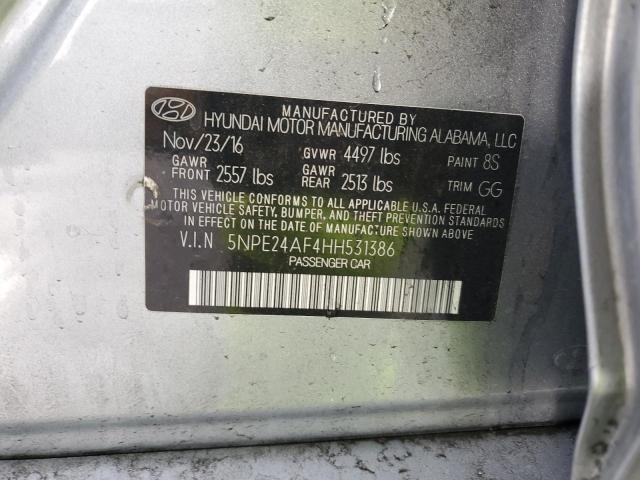 MANUFACTURED BY
HYUNDAI MOTOR MANUFACTURING ALABAMA, LLC
Nov/23/16 GVWR 4497 lbs PAINT 8S
GAWR GAWR
FRONT 2557 lbs REAR 2513 lbs TRIM GG
THIS VEHICLE CONFORMS TO ALL APPLICABLE U.S.A. FEDERAL
MOTOR VEHICLE SAFETY, BUMPER, AND THEFT PREVENTION STANDARDS
IN EFFECT ON THE DATE OF MANUFACTURE SHOWN ABOVE.
V.I.N 5NPE24AF4HH531386
PASSENGER CAR